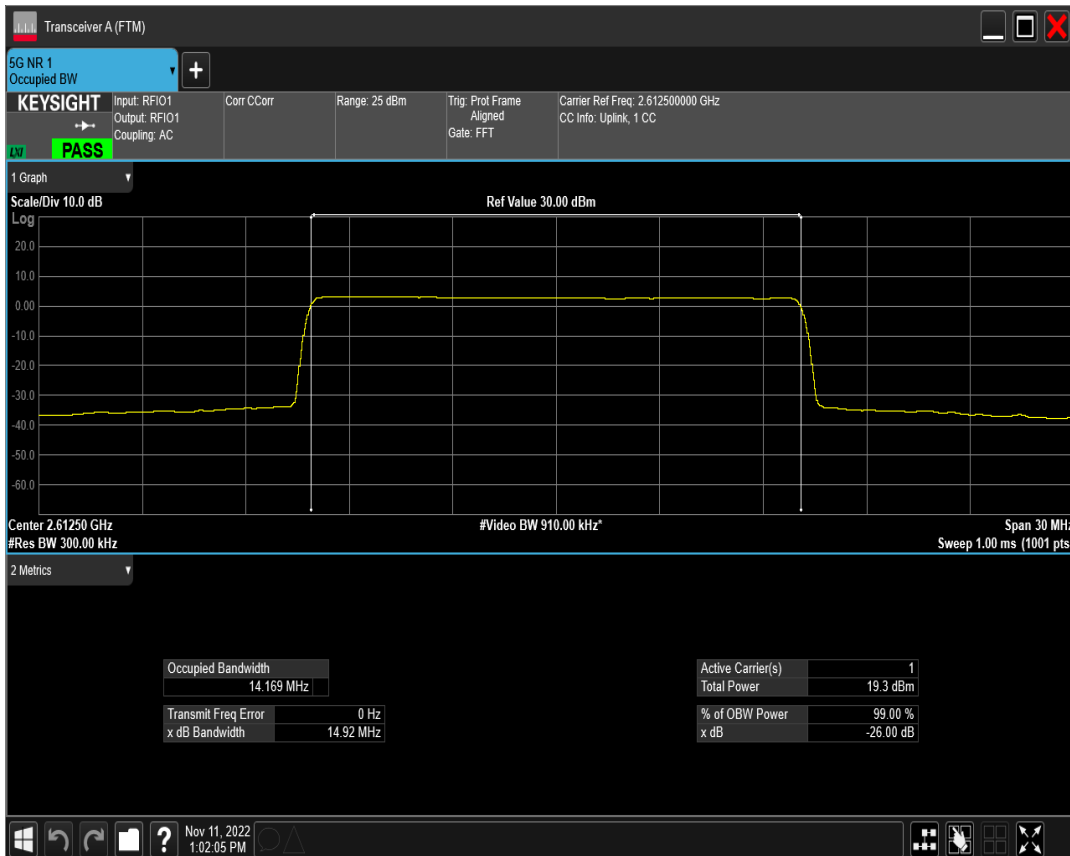 Transceiver A (FTM)
5G NR 1
Occupied BW
+
KEYSIGHT
LXI
PASS
Input: RFIO1
Output: RFIO1
Coupling: AC
Corr CCorr
Range: 25 dBm
Trig: Prot Frame
Aligned
Gate: FFT
Carrier Ref Freq: 2.612500000 GHz
CC Info: Uplink, 1 CC
1 Graph
Scale/Div 10.0 dB
Ref Value 30.00 dBm
Log
20.0
10.0
0.00
-10.0
-20.0
-30.0
-40.0
-50.0
-60.0
Center 2.61250 GHz
#Video BW 910.00 kHz*
Span 30 MHz
#Res BW 300.00 kHz
Sweep 1.00 ms (1001 pts
2 Metrics
Occupied Bandwidth
14.169 MHz
Transmit Freq Error 0 Hz
x dB Bandwidth 14.92 MHz
Active Carrier(s) 1
Total Power 19.3 dBm
% of OBW Power 99.00 %
x dB -26.00 dB
?
Nov 11, 2022
1:02:05 PM